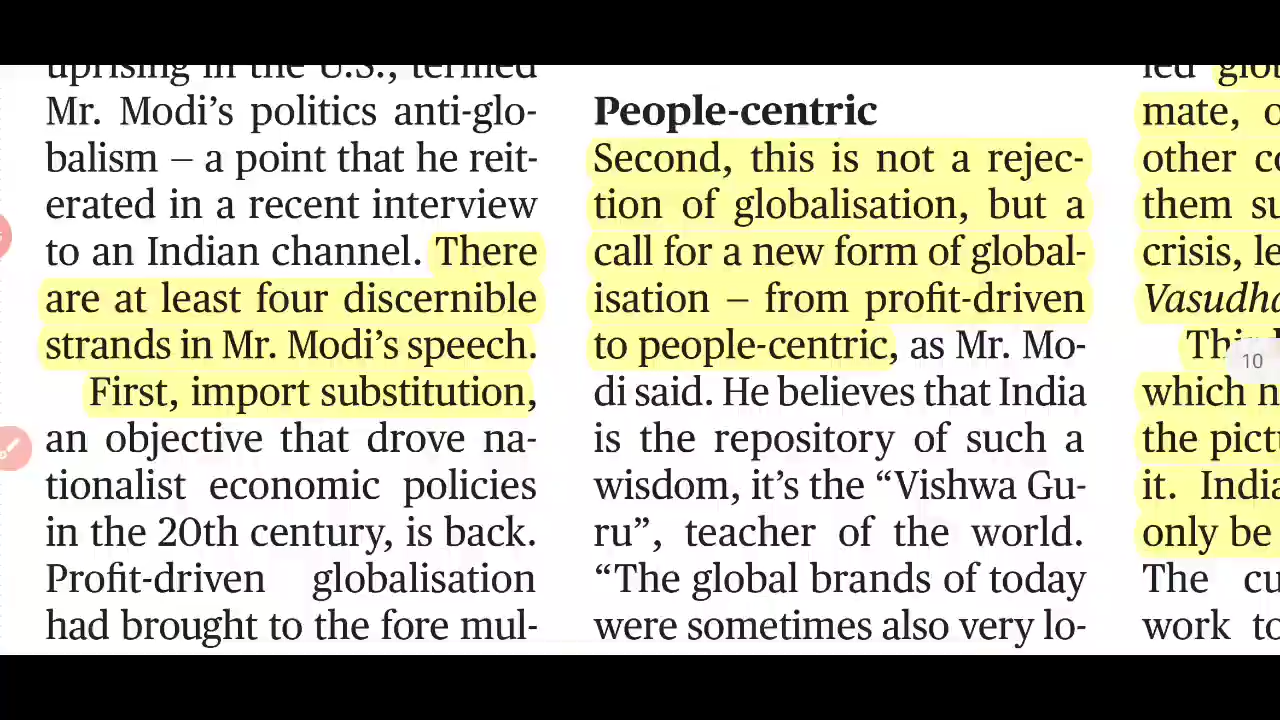 uprising in the U.S., termed
Mr. Modi’s politics anti-glo-
balism – a point that he reit-
erated in a recent interview
to an Indian channel. There
are at least four discernible
strands in Mr. Modi’s speech.
First, import substitution,
an objective that drove na-
tionalist economic policies
in the 20th century, is back.
Profit-driven globalisation
had brought to the fore mul-
People-centric
Second, this is not a rejec-
tion of globalisation, but a
call for a new form of global-
isation – from profit-driven
to people-centric, as Mr. Mo-
di said. He believes that India
is the repository of such a
wisdom, it’s the “Vishwa Gu-
ru”, teacher of the world.
“The global brands of today
were sometimes also very lo-
led
mate,
other
them
crisis,
which
the
it. India
only be
The
work
10